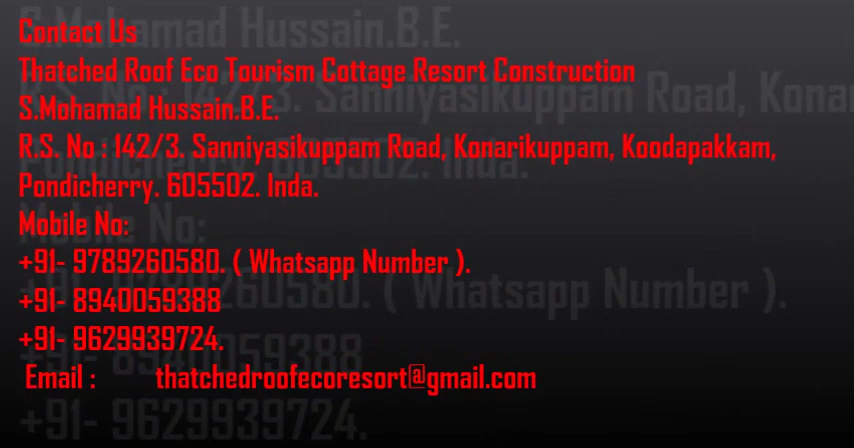 Contact Us
Thatched Roof Eco Tourism Cottage Resort Construction
S.Mohamad Hussain.B.E.
R.S. No : 142/3. Sanniyasikuppam Road, Konarikuppam, Koodapakkam,
Pondicherry. 605502. Inda.
Mobile No:
+91- 9789260580. ( Whatsapp Number ).
+91- 8940059388
+91- 9629939724.
Email : thatchedroofecoresort@gmail.com